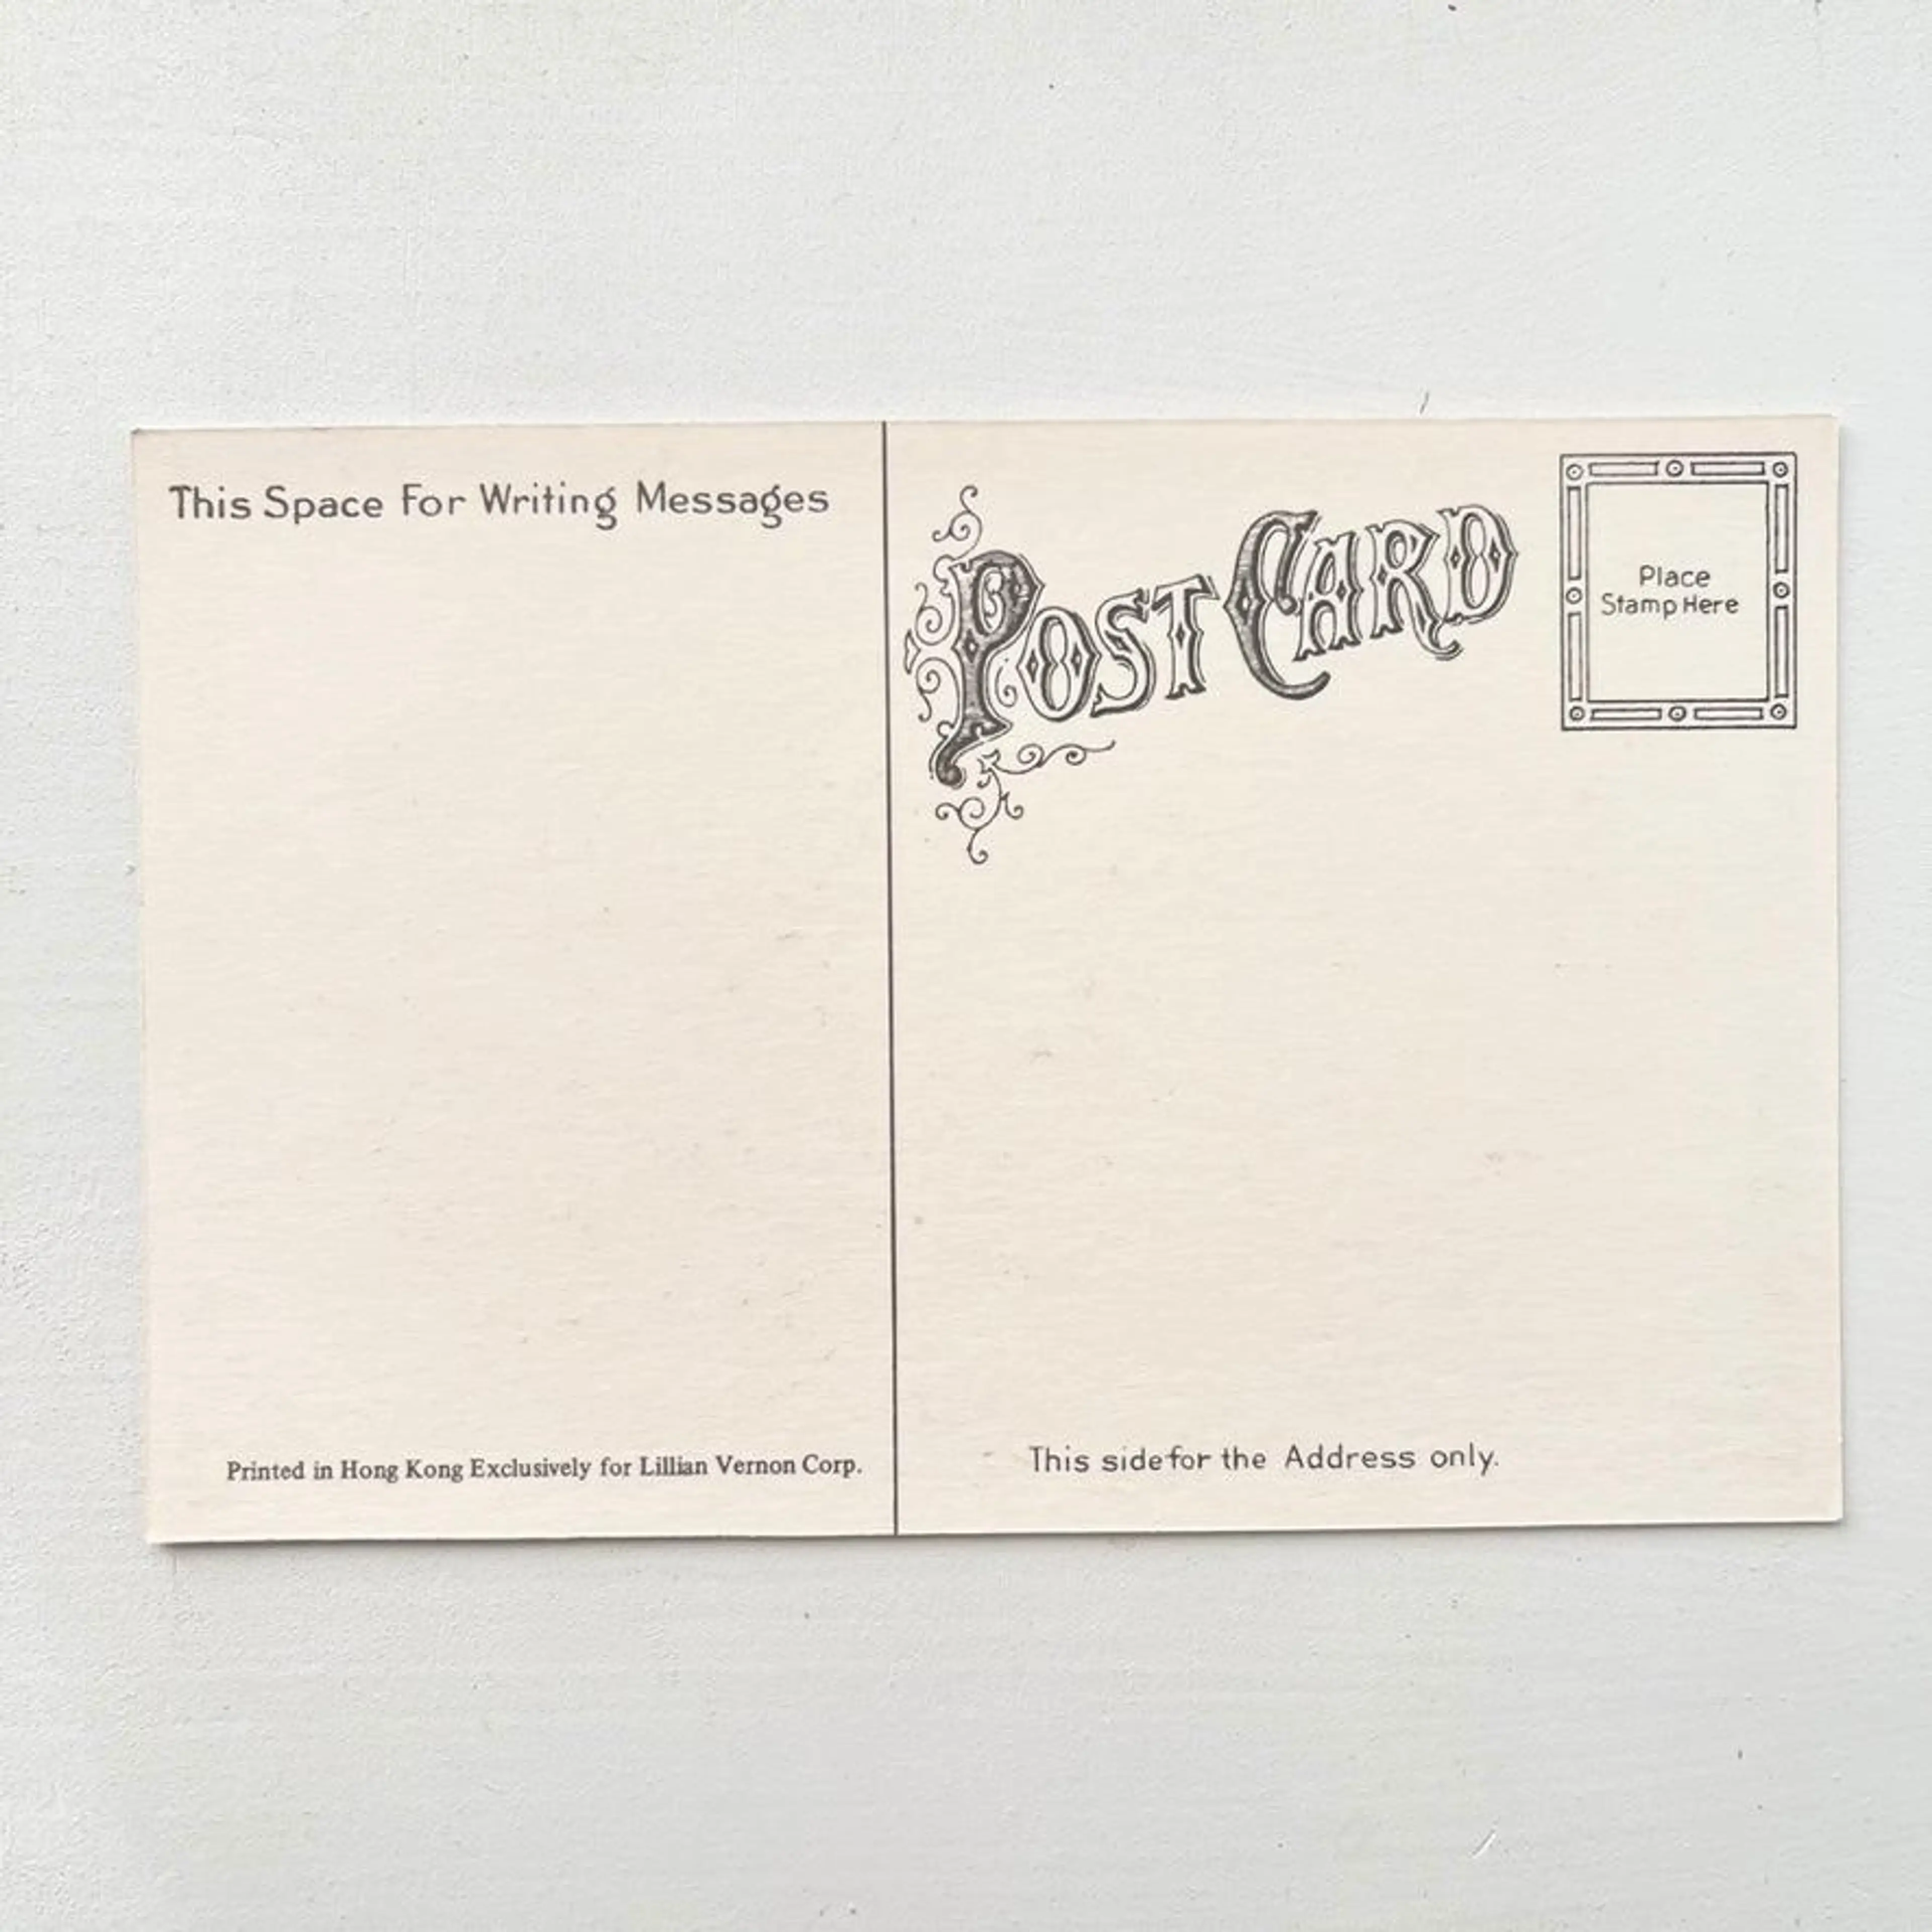 This Space For Writing Messages
POST CARD
Place
Stamp Here
Printed in Hong Kong Exclusively for Lillian Vernon Corp.
This side for the Address only.